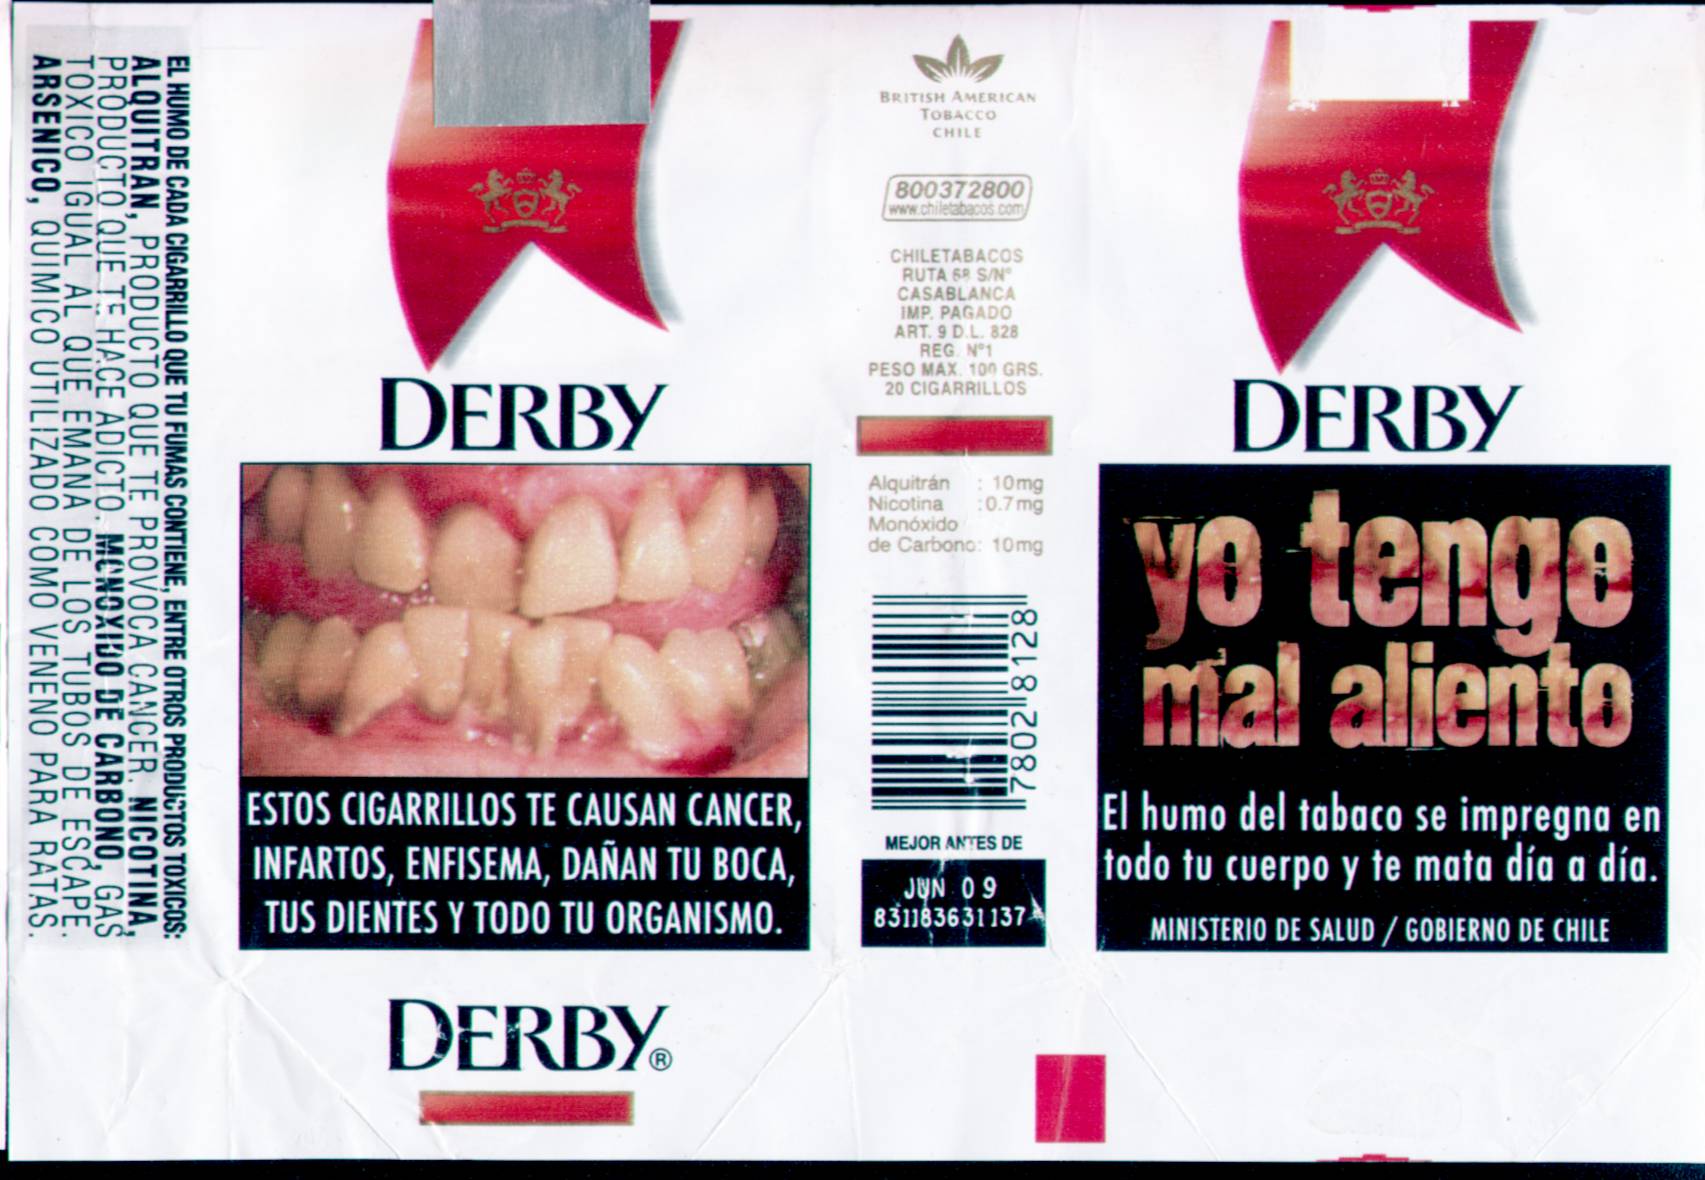 EL HUMO DE CADA CIGARRILLO QUE TU FUMAS CONTIENE, ENTRE OTROS PRODUCTOS TOXICOS:
ALQUITRAN, PRODUCTO QUE TE PROVOCA CANCER. NICOTINA,
PRODUCTO QUE TE HACE ADICTO. MONOXIDO DE CARBONO, GAS
TOXICO IGUAL AL QUE EMANA DE LOS TUBOS DE ESCAPE.
ARSENICO, QUIMICO UTILIZADO COMO VENENO PARA RATAS.
DERBY
ESTOS CIGARRILLOS TE CAUSAN CANCER,
INFARTOS, ENFISEMA, DAÑAN TU BOCA,
TUS DIENTES Y TODO TU ORGANISMO.
DERBY®
BRITISH AMERICAN
TOBACCO
CHILE
800372800
www.chiletabacos.com
CHILETABACOS
RUTA 68 S/Nº
CASABLANCA
IMP. PAGADO
ART. 9 D.L. 828
REG. Nº1
PESO MAX. 100 GRS.
20 CIGARRILLOS
Alquitrán : 10mg
Nicotina : 0.7mg
Monóxido
de Carbono: 10mg
7802 8128
MEJOR ANTES DE
JUN 09
831183631137
DERBY
yo tengo
mal aliento
El humo del tabaco se impregna en
todo tu cuerpo y te mata día a día.
MINISTERIO DE SALUD / GOBIERNO DE CHILE